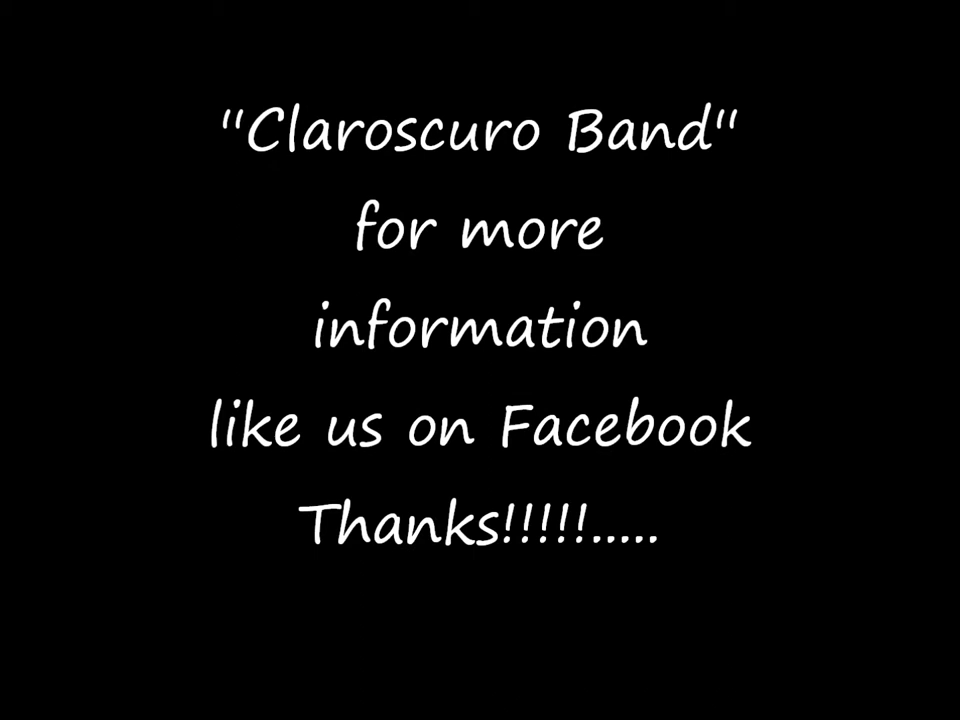 "Claroscuro Band"
for more
information
like us on Facebook
Thanks!!!!!.....